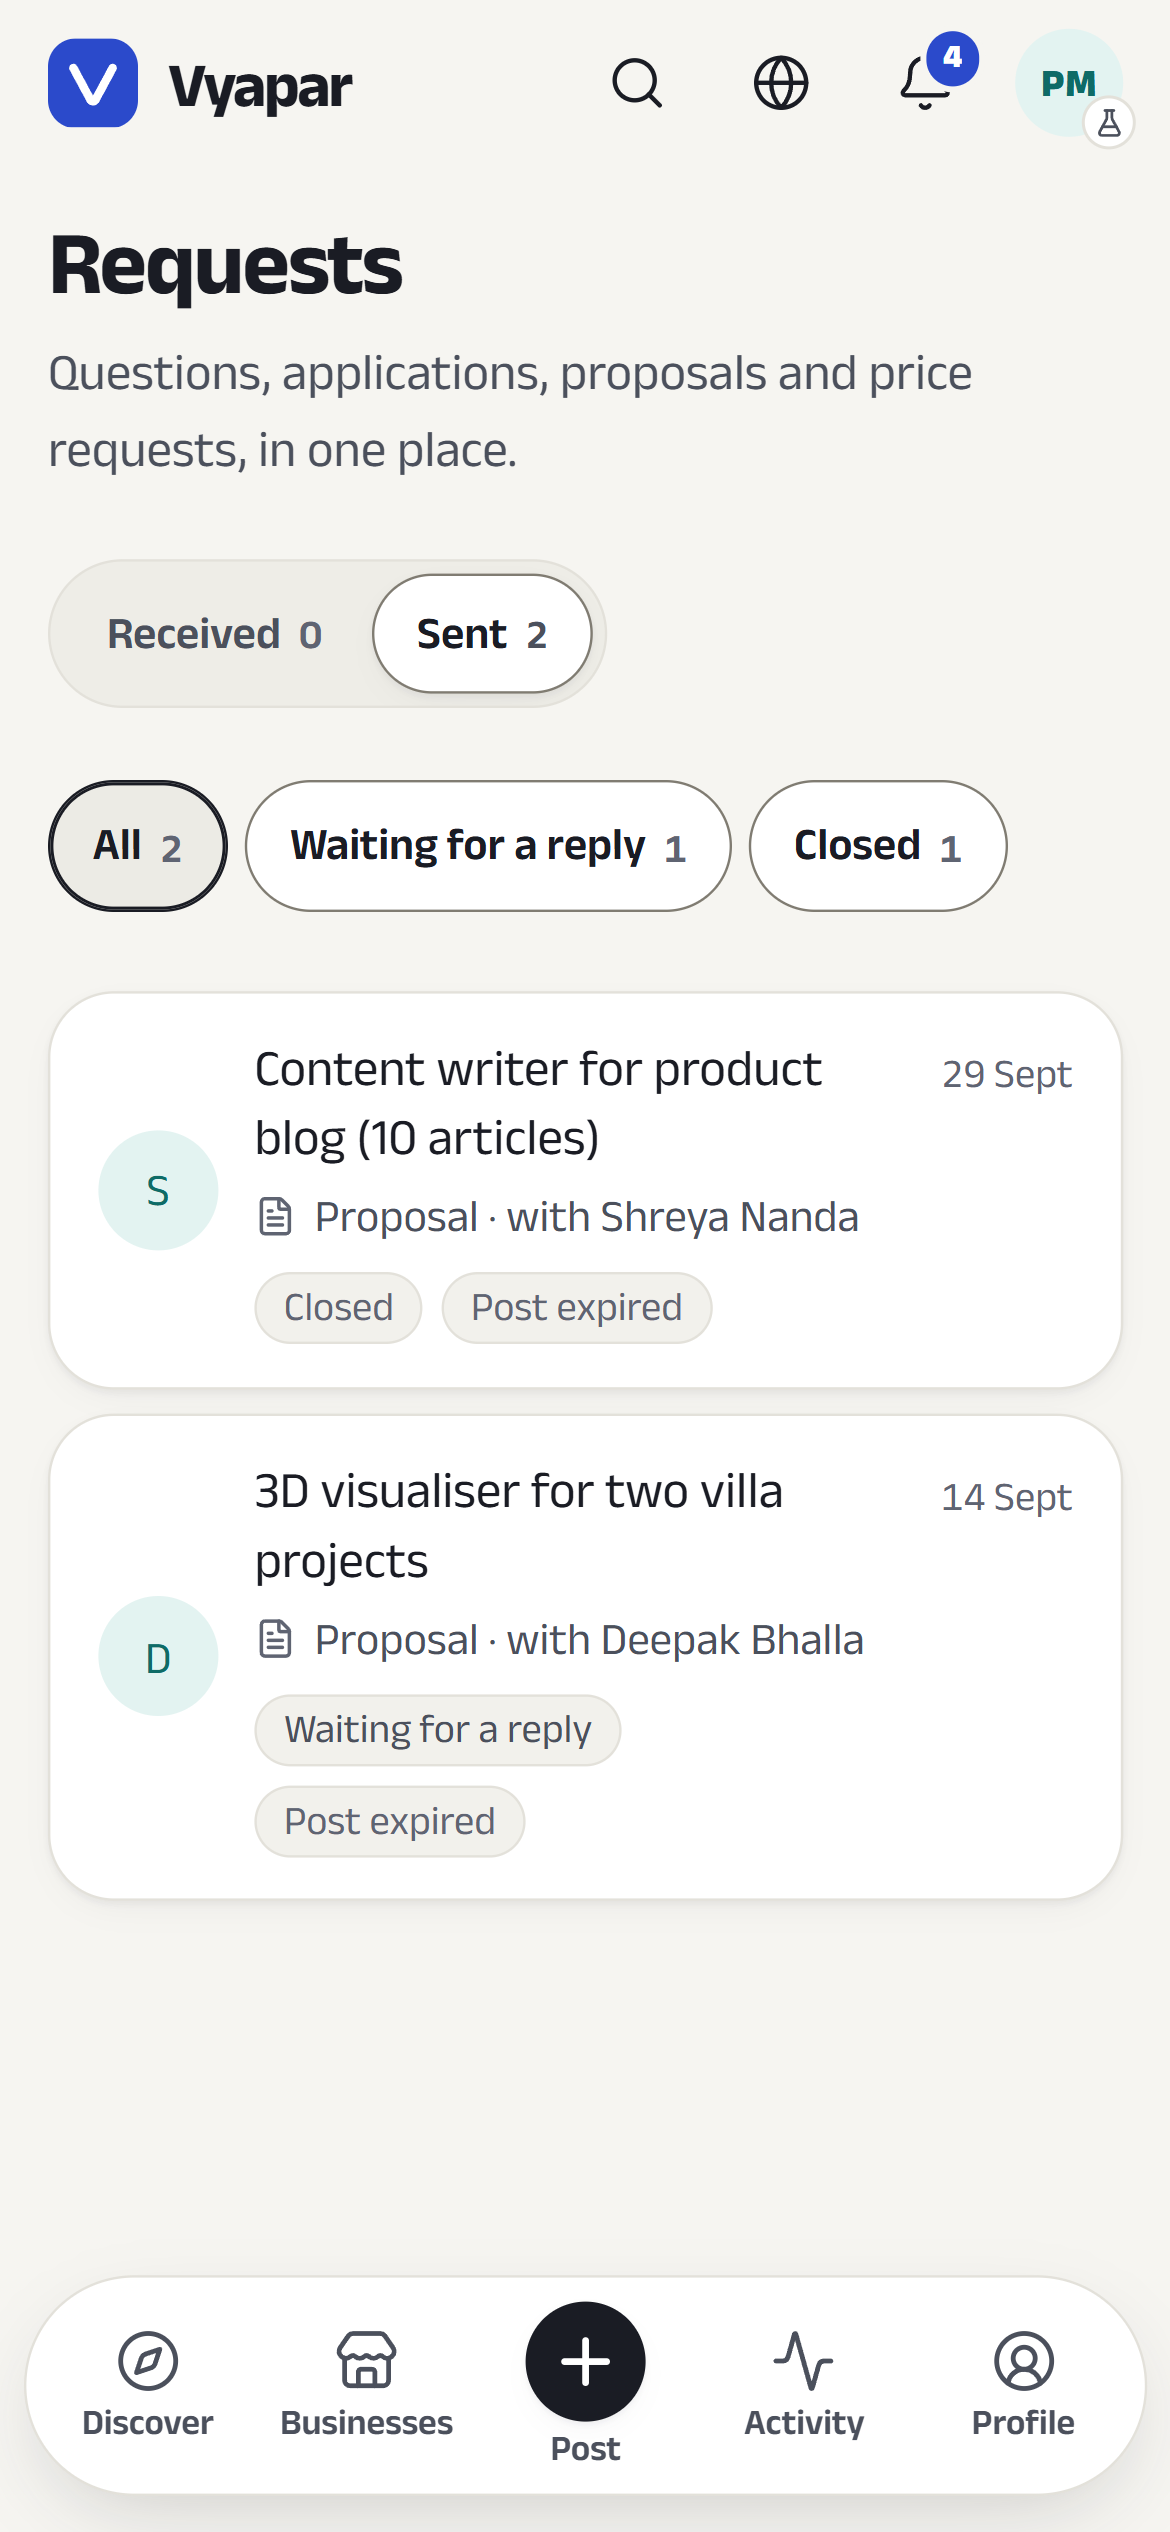 Vyapar
4
PM
Requests
Questions, applications, proposals and price
requests, in one place.
Received 0
Sent 2
All 2
Waiting for a reply 1
Closed 1
Content writer for product
blog (10 articles)
29 Sept
S
Proposal · with Shreya Nanda
Closed
Post expired
3D visualiser for two villa
projects
14 Sept
D
Proposal · with Deepak Bhalla
Waiting for a reply
Post expired
Discover
Businesses
Post
Activity
Profile